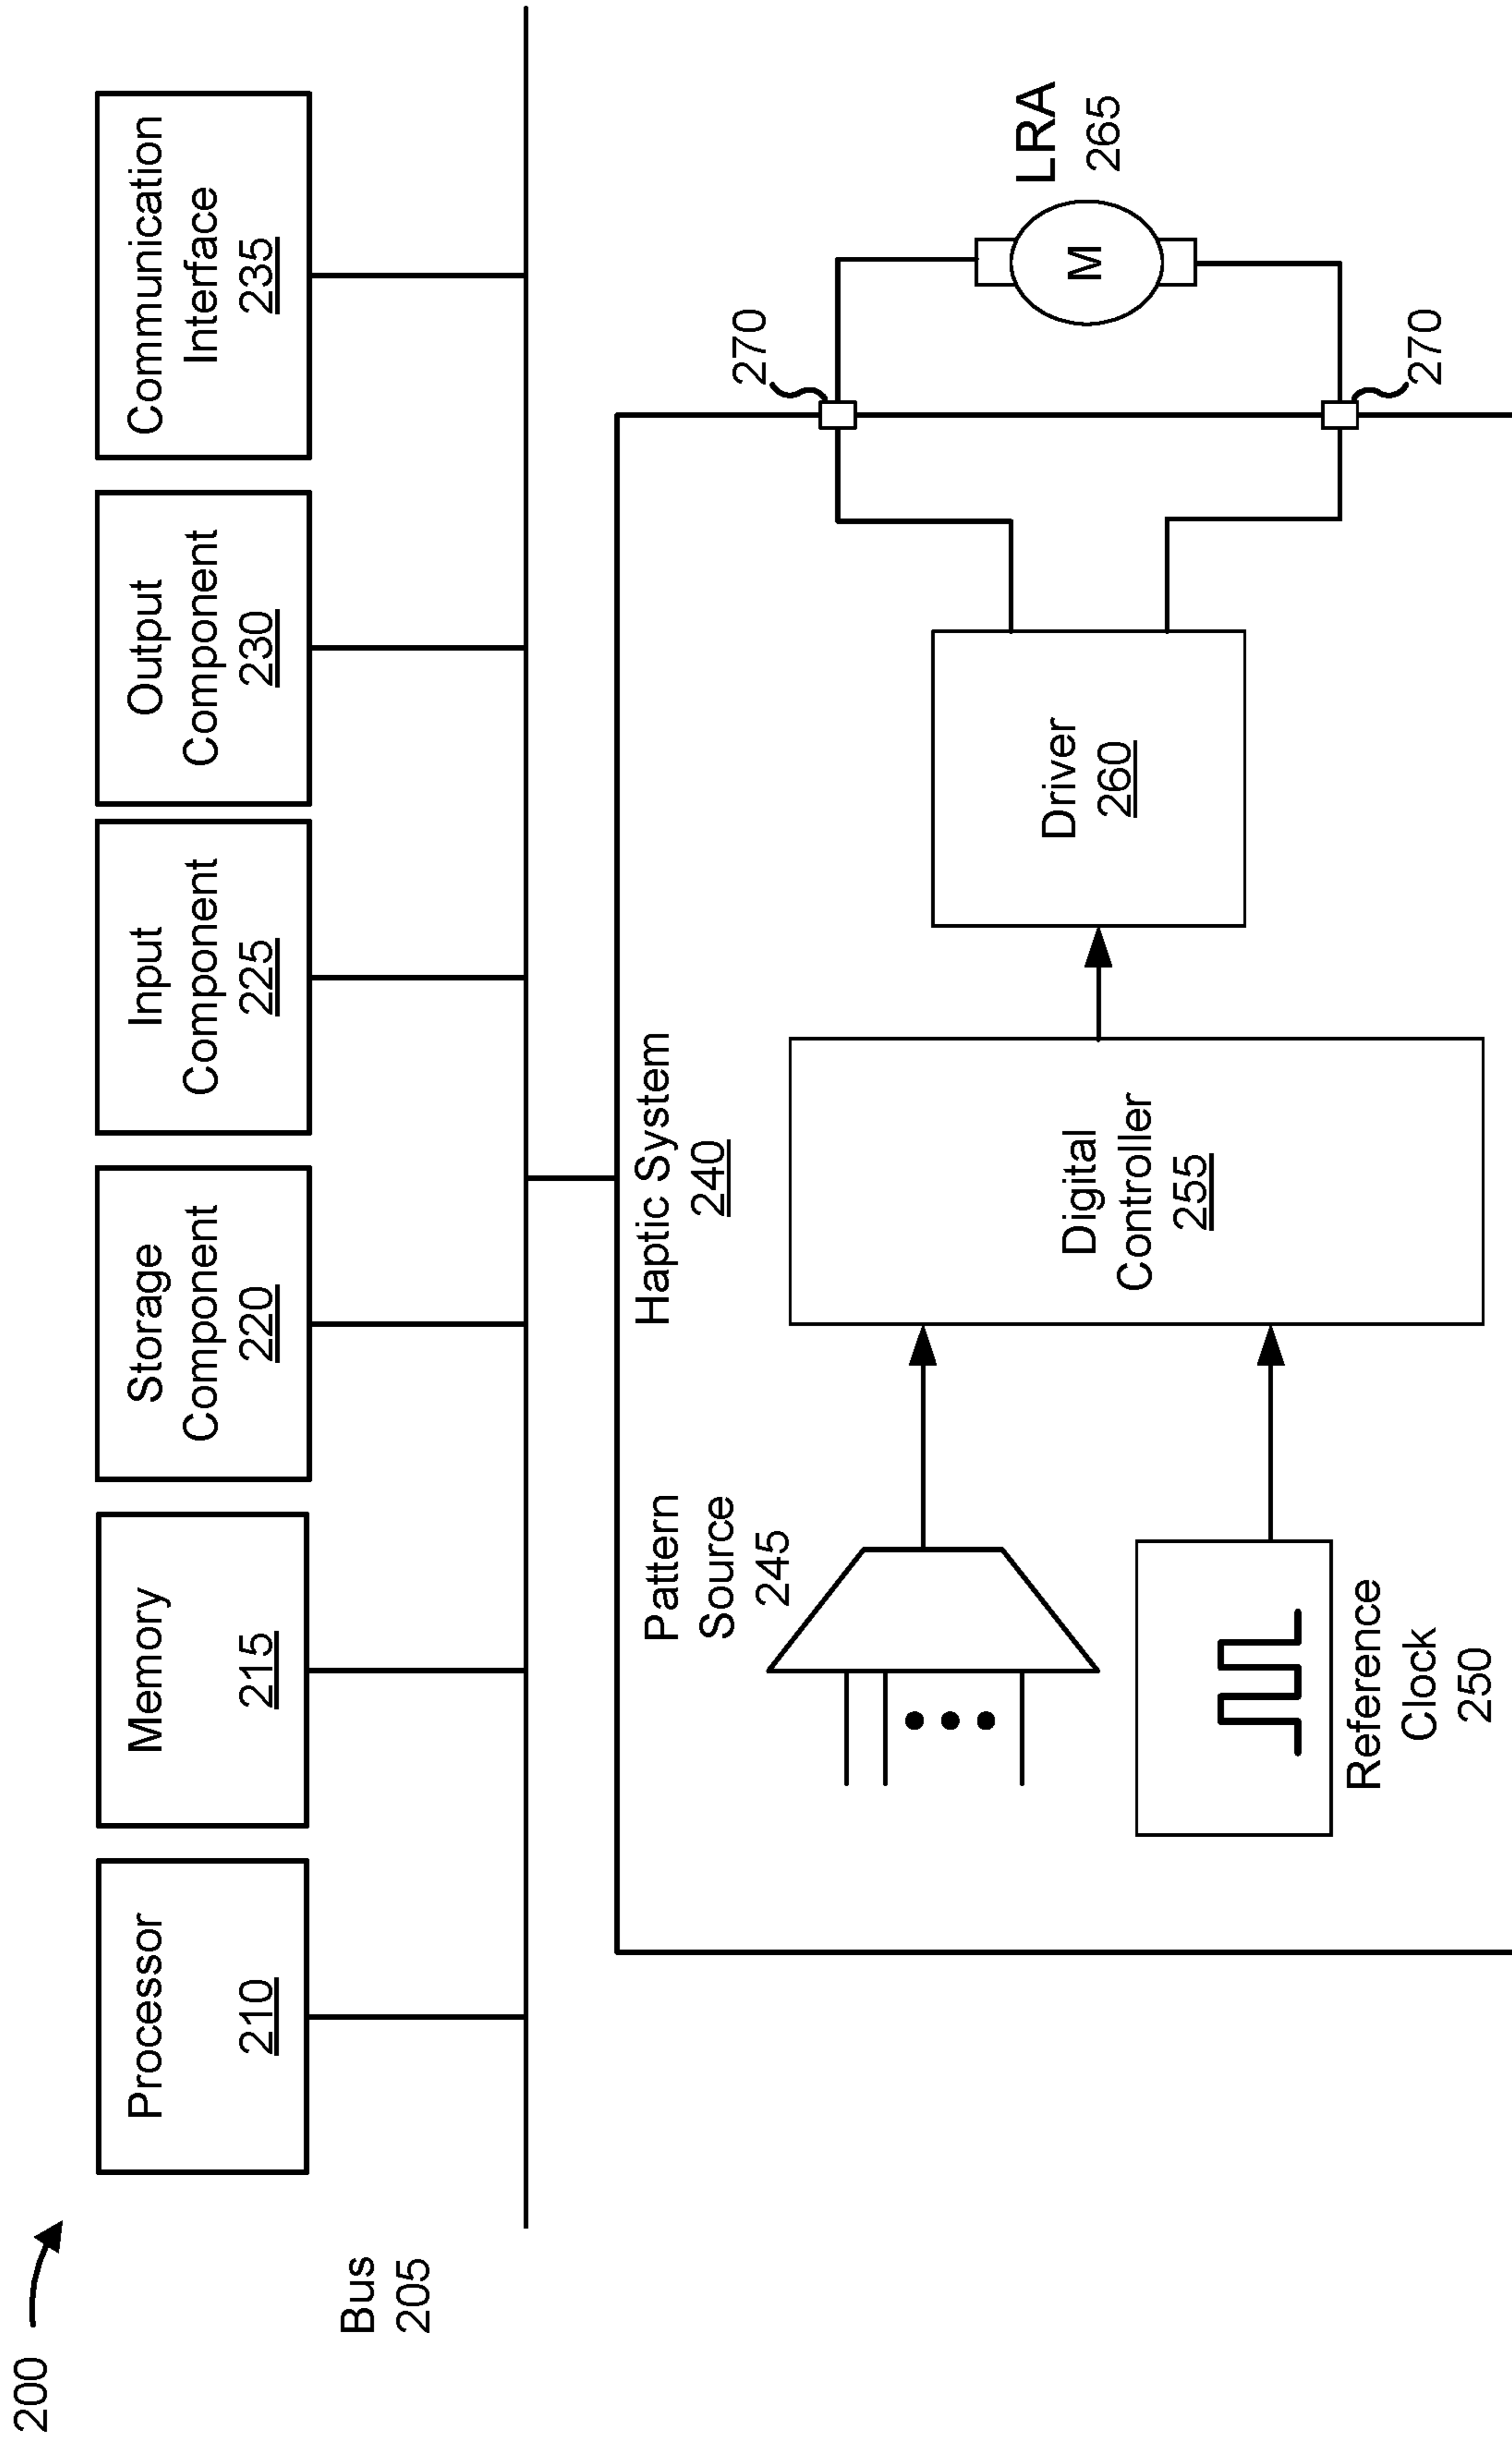 200
Bus
205
Processor
210
Memory
215
Storage
Component
220
Input
Component
225
Output
Component
230
Communication
Interface
235
Haptic System
240
Pattern
Source
245
Reference
Clock
250
Digital
Controller
255
Driver
260
270
270
M
LRA
265